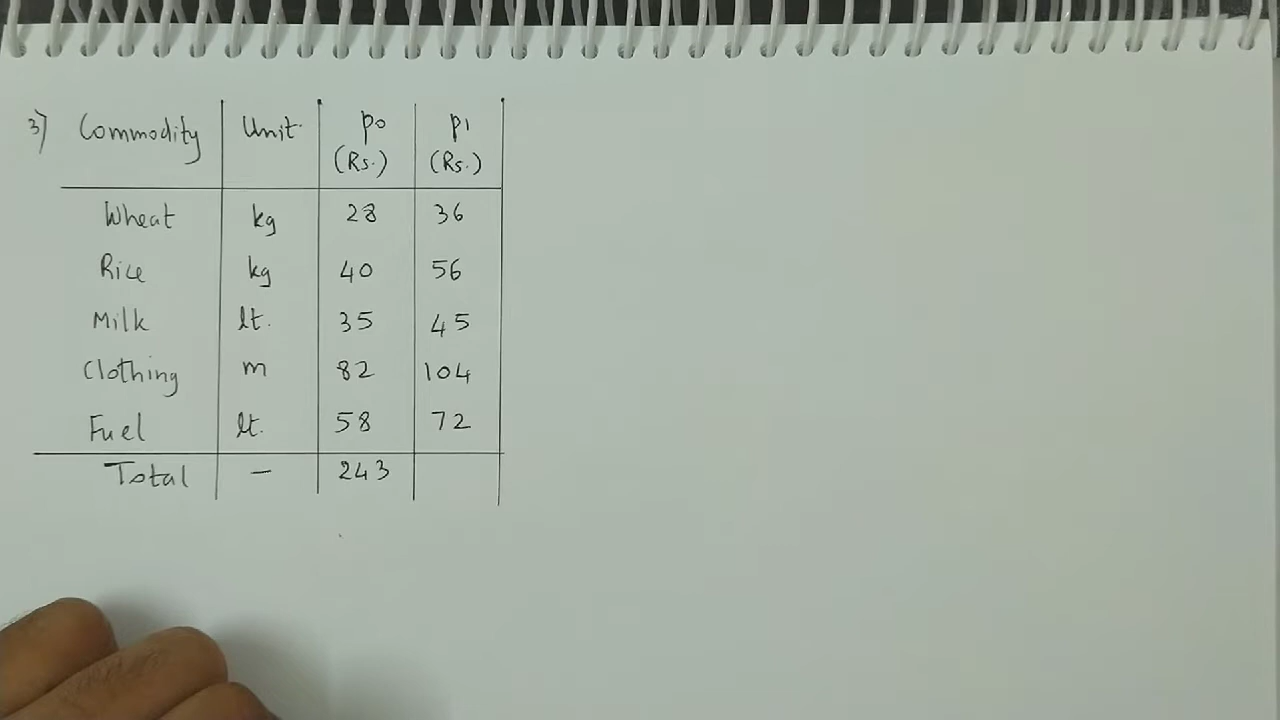 3) Commodity Unit. p0 p1
(Rs.) (Rs.)
Wheat kg 28 36
Rice kg 40 56
Milk lt. 35 45
Clothing m 82 104
Fuel lt. 58 72
Total — 243